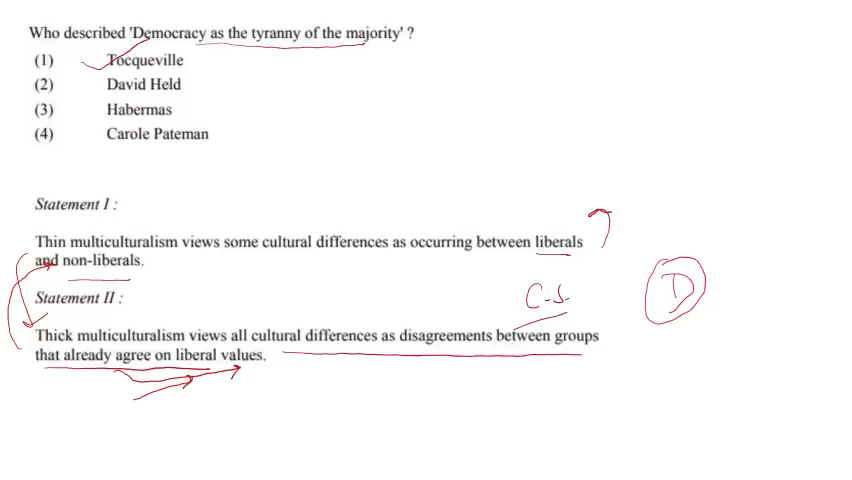 Who described 'Democracy as the tyranny of the majority' ?
(1) Tocqueville
(2) David Held
(3) Habermas
(4) Carole Pateman
Statement I :
Thin multiculturalism views some cultural differences as occurring between liberals
and non-liberals.
C.S.
D
Statement II :
Thick multiculturalism views all cultural differences as disagreements between groups
that already agree on liberal values.